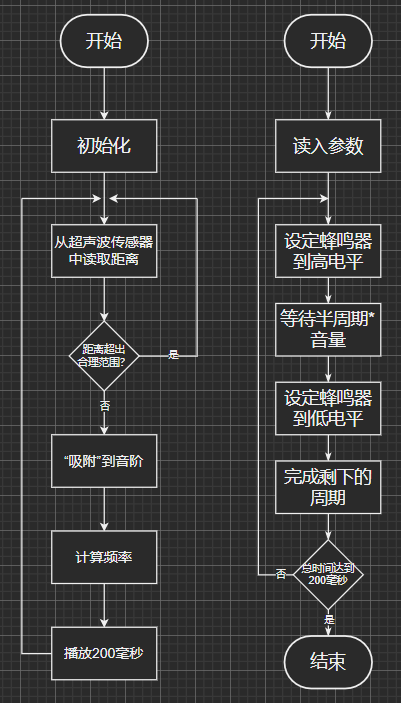 开始
初始化
从超声波传感器
中读取距离
距离超出
合理范围?
是
否
“吸附”到音阶
计算频率
播放200毫秒
开始
读入参数
设定蜂鸣器
到高电平
等待半周期*
音量
设定蜂鸣器
到低电平
完成剩下的
周期
总时间达到
200毫秒
否
是
结束